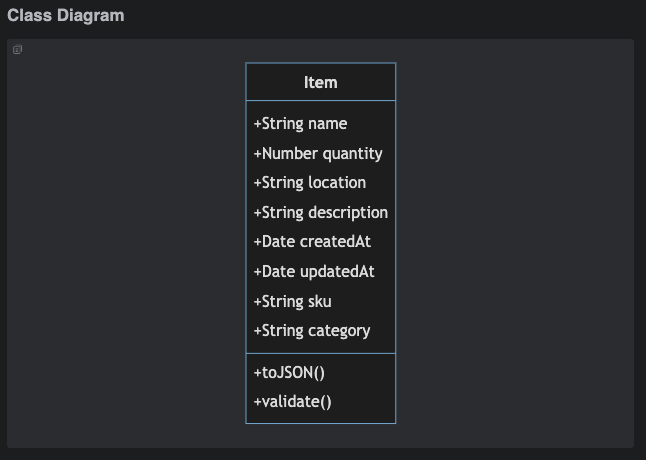 Class Diagram
Item
+String name
+Number quantity
+String location
+String description
+Date createdAt
+Date updatedAt
+String sku
+String category
+toJSON()
+validate()